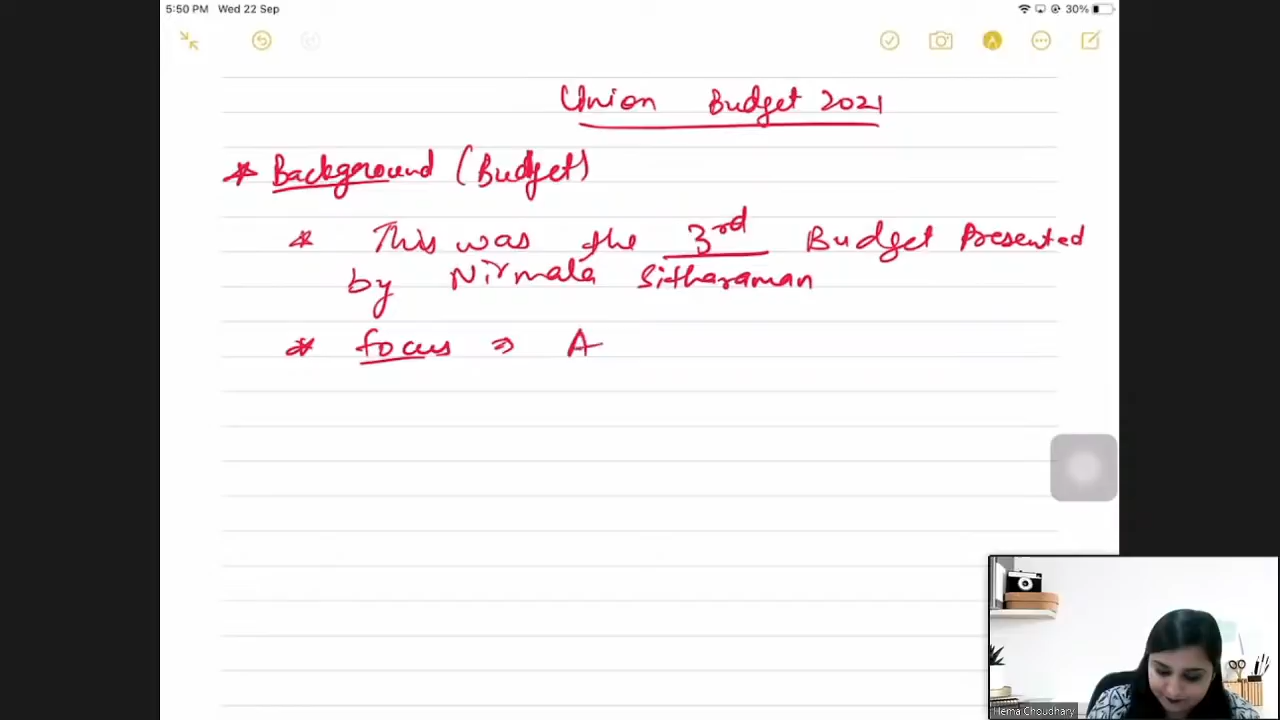 5:50 PM Wed 22 Sep
30%
Union Budget 2021
* Background (Budget)
* This was the 3rd Budget Presented
by Nirmala Sitharaman
* focus ⇒ A
Hema Choudhary